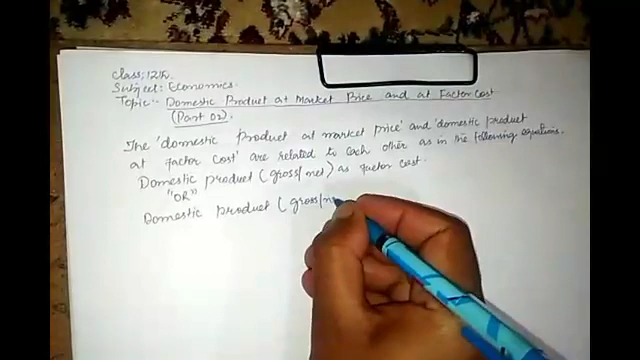 Class: 12th.
Subject: Economics.
Topic:- Domestic Product at Market Price and at Factor Cost
(Part 02).
The 'domestic product at market price' and 'domestic product
at factor cost' are related to each other as in the following equations.
Domestic product (gross/net) as factor cost.
"OR"
Domestic product (gross/ne